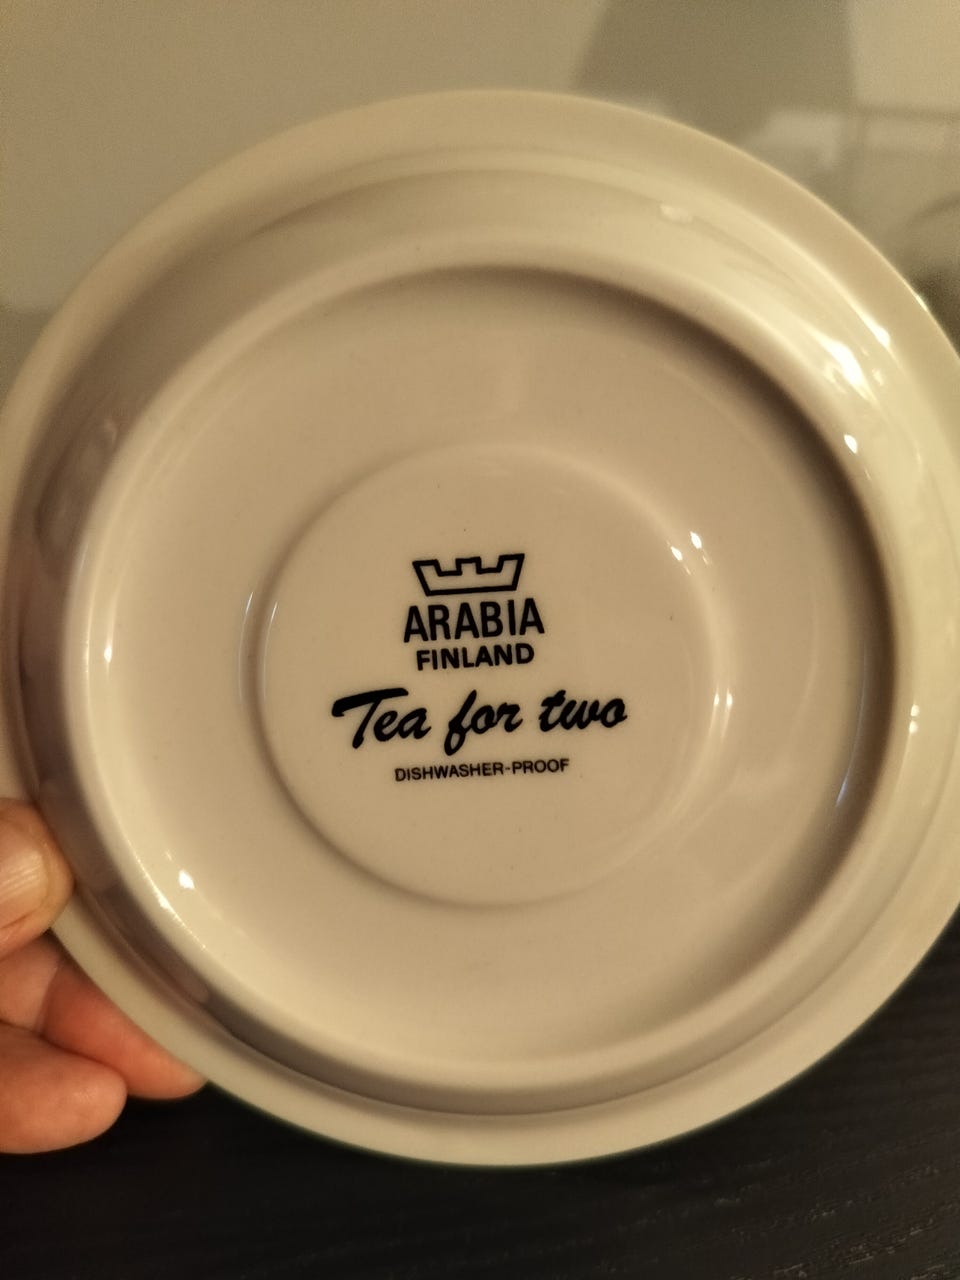 ARABIA
FINLAND
Tea for two
DISHWASHER-PROOF